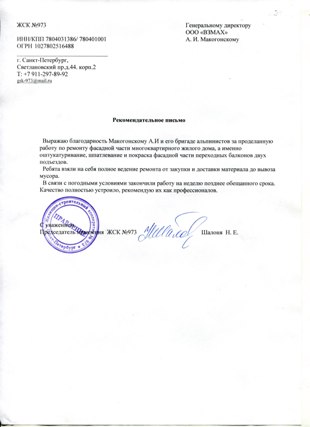 ЖСК №973
Генеральному директору
ООО «ВЗМАХ»
А. И. Макогонскому
ИНН/КПП 7804031386/ 780401001
ОГРН 1027802516488
г. Санкт-Петербург,
Светлановский пр.д.44. корп.2
Т: +7 911-297-89-92
gsk-973@mail.ru
Рекомендательное письмо
Выражаю благодарность Макогонскому А.И и его бригаде альпинистов за проделанную
работу по ремонту фасадной части многоквартирного жилого дома, а именно
оштукатуривание, шпатлевание и покраска фасадной части переходных балконов двух
подъездов.
Ребята взяли на себя полное ведение ремонта от закупки и доставки материала до вывоза
мусора.
В связи с погодными условиями закончили работу на неделю позднее обещанного срока.
Качество полностью устроило, рекомендую их как профессионалов.
С уважением
Председатель правления ЖСК №973
Шалоня Н. Е.
ПРАВЛЕНИЕ